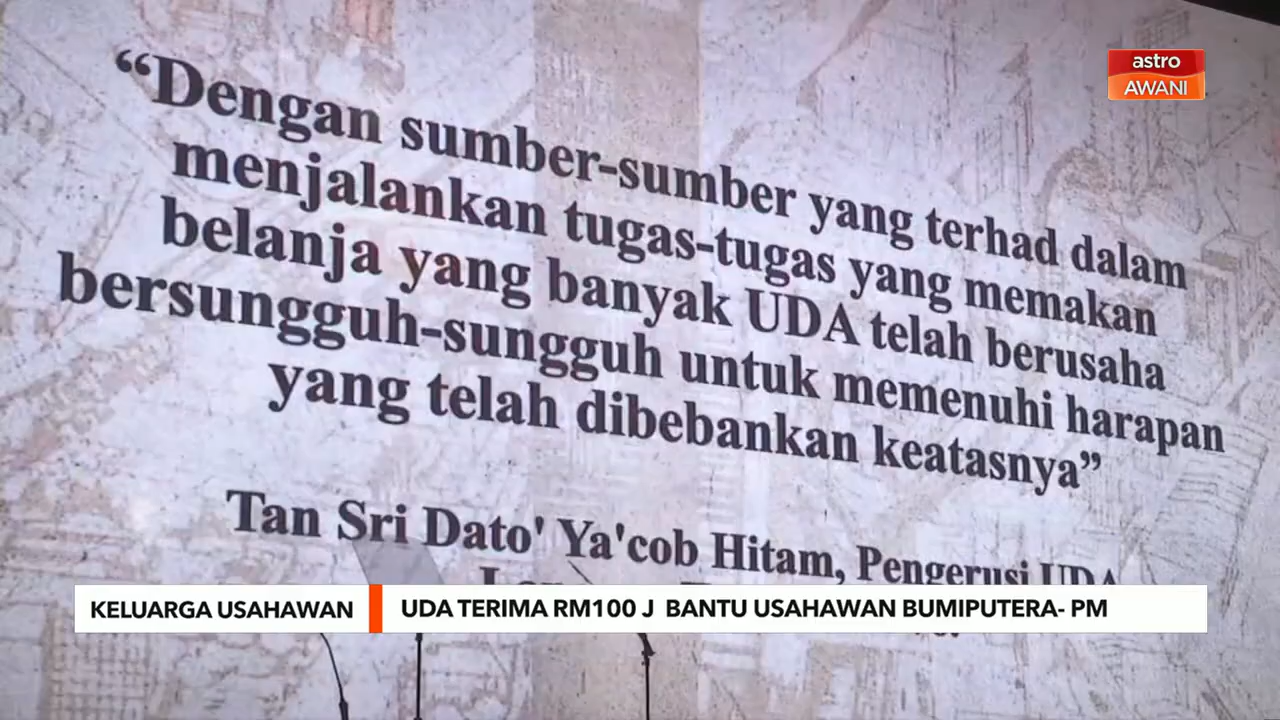 astro
AWANI
“Dengan sumber-sumber yang terhad dalam
menjalankan tugas-tugas yang memakan
belanja yang banyak UDA telah berusaha
bersungguh-sungguh untuk memenuhi harapan
yang telah dibebankan keatasnya”
Tan Sri Dato' Ya'cob Hitam, Pengerusi UDA
KELUARGA USAHAWAN
UDA TERIMA RM100 J BANTU USAHAWAN BUMIPUTERA- PM